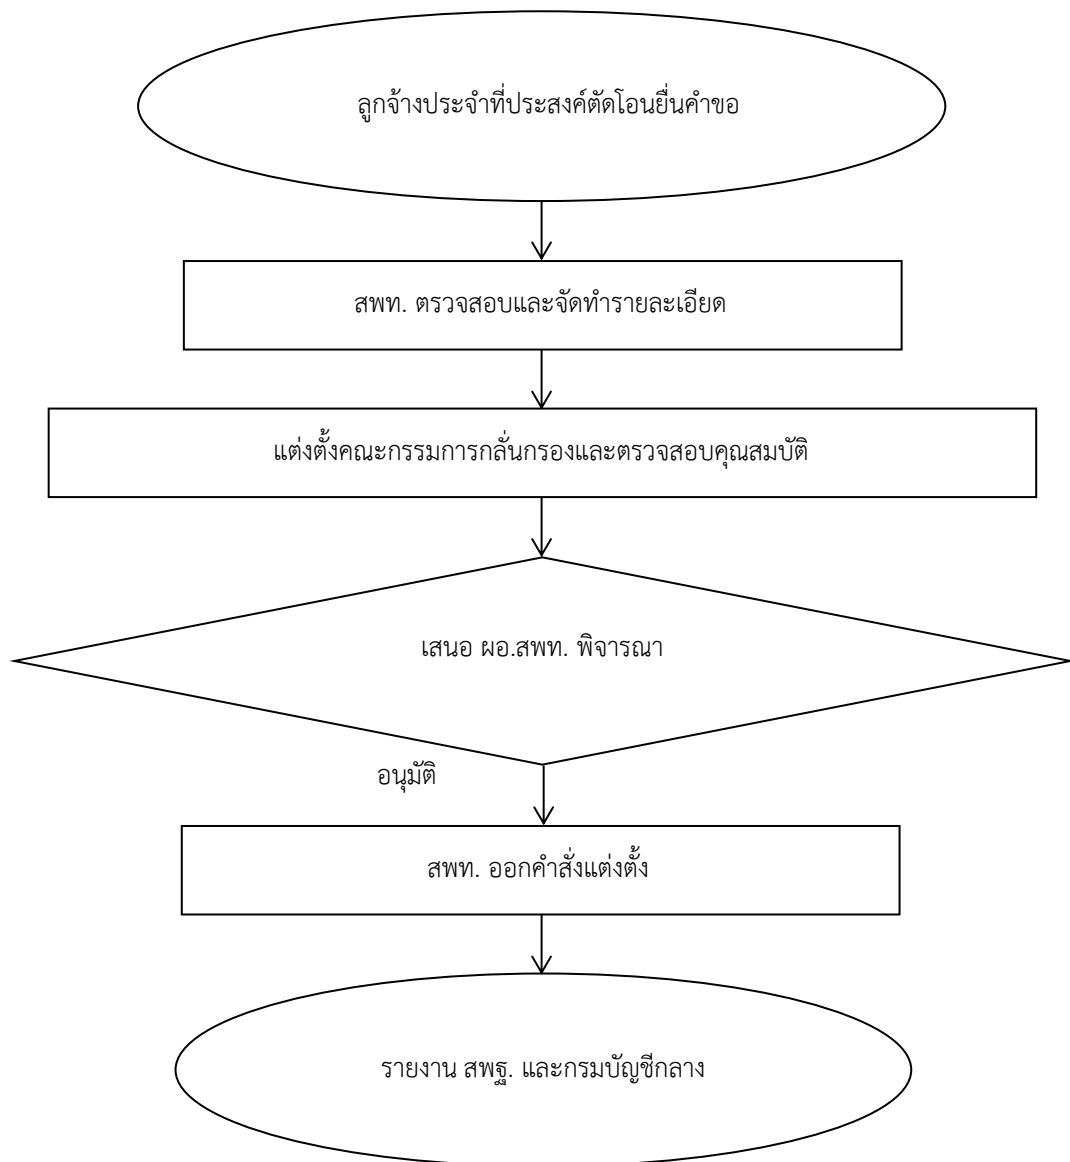 ลูกจ้างประจำที่ประสงค์ตัดโอนยื่นคำขอ
สพท. ตรวจสอบและจัดทำรายละเอียด
แต่งตั้งคณะกรรมการกลั่นกรองและตรวจสอบคุณสมบัติ
เสนอ ผอ.สพท. พิจารณา
อนุมัติ
สพท. ออกคำสั่งแต่งตั้ง
รายงาน สพฐ. และกรมบัญชีกลาง